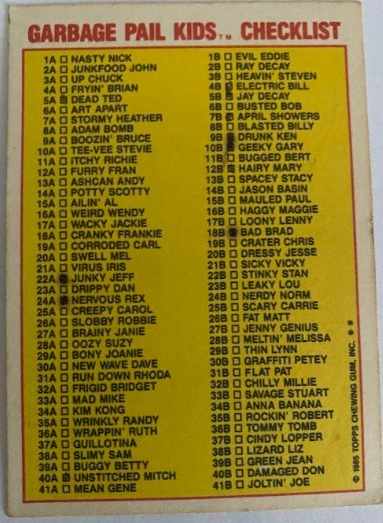 GARBAGE PAIL KIDS™ CHECKLIST
1A NASTY NICK
2A JUNKFOOD JOHN
3A UP CHUCK
4A FRYIN' BRIAN
5A DEAD TED
6A ART APART
7A STORMY HEATHER
8A ADAM BOMB
9A BOOZIN' BRUCE
10A TEE-VEE STEVIE
11A ITCHY RICHIE
12A FURRY FRAN
13A ASHCAN ANDY
14A POTTY SCOTTY
15A AILIN' AL
16A WEIRD WENDY
17A WACKY JACKIE
18A CRANKY FRANKIE
19A CORRODED CARL
20A SWELL MEL
21A VIRUS IRIS
22A JUNKY JEFF
23A DRIPPY DAN
24A NERVOUS REX
25A CREEPY CAROL
26A SLOBBY ROBBIE
27A BRAINY JANIE
28A OOZY SUZY
29A BONY JOANIE
30A NEW WAVE DAVE
31A RUN DOWN RHODA
32A FRIGID BRIDGET
33A MAD MIKE
34A KIM KONG
35A WRINKLY RANDY
36A WRAPPIN' RUTH
37A GUILLOTINA
38A SLIMY SAM
39A BUGGY BETTY
40A UNSTITCHED MITCH
41A MEAN GENE
1B EVIL EDDIE
2B RAY DECAY
3B HEAVIN' STEVEN
4B ELECTRIC BILL
5B JAY DECAY
6B BUSTED BOB
7B APRIL SHOWERS
8B BLASTED BILLY
9B DRUNK KEN
10B GEEKY GARY
11B BUGGED BERT
12B HAIRY MARY
13B SPACEY STACY
14B JASON BASIN
15B MAULED PAUL
16B HAGGY MAGGIE
17B LOONY LENNY
18B BAD BRAD
19B CRATER CHRIS
20B DRESSY JESSE
21B SICKY VICKY
22B STINKY STAN
23B LEAKY LOU
24B NERDY NORM
25B SCARY CARRIE
26B FAT MATT
27B JENNY GENIUS
28B MELTIN' MELISSA
29B THIN LYNN
30B GRAFFITI PETEY
31B FLAT PAT
32B CHILLY MILLIE
33B SAVAGE STUART
34B ANNA BANANA
35B ROCKIN' ROBERT
36B TOMMY TOMB
37B CINDY LOPPER
38B LIZARD LIZ
39B GREEN JEAN
40B DAMAGED DON
41B JOLTIN' JOE
© 1985 TOPPS CHEWING GUM, INC. * *